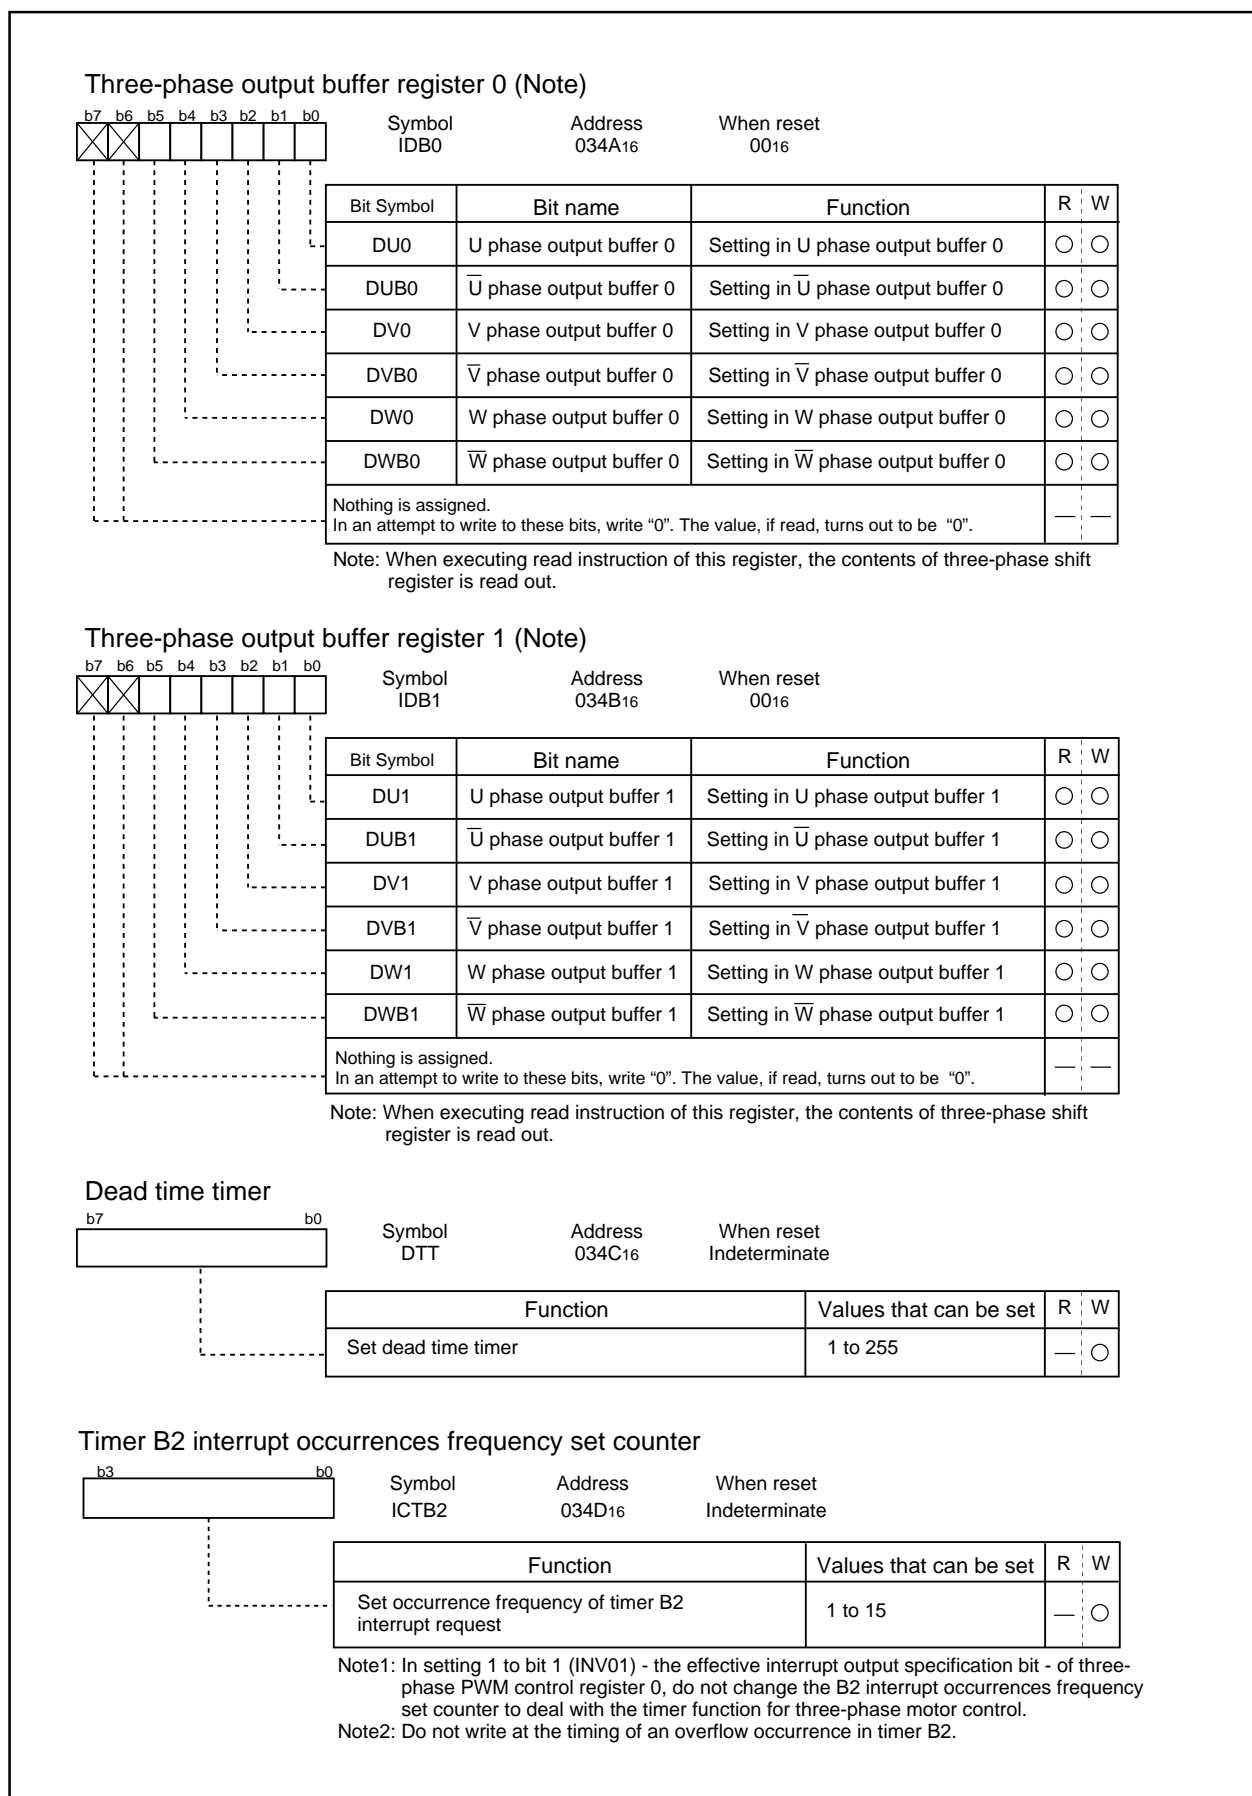 Three-phase output buffer register 0 (Note)
b7 b6 b5 b4 b3 b2 b1 b0
Symbol Address When reset
IDB0 034A16 0016
Bit Symbol Bit name Function R W
DU0 U phase output buffer 0 Setting in U phase output buffer 0
DUB0 U̅ phase output buffer 0 Setting in U̅ phase output buffer 0
DV0 V phase output buffer 0 Setting in V phase output buffer 0
DVB0 V̅ phase output buffer 0 Setting in V̅ phase output buffer 0
DW0 W phase output buffer 0 Setting in W phase output buffer 0
DWB0 W̅ phase output buffer 0 Setting in W̅ phase output buffer 0
Nothing is assigned.
In an attempt to write to these bits, write “0”. The value, if read, turns out to be “0”. — —
Note: When executing read instruction of this register, the contents of three-phase shift
register is read out.
Three-phase output buffer register 1 (Note)
b7 b6 b5 b4 b3 b2 b1 b0
Symbol Address When reset
IDB1 034B16 0016
Bit Symbol Bit name Function R W
DU1 U phase output buffer 1 Setting in U phase output buffer 1
DUB1 U̅ phase output buffer 1 Setting in U̅ phase output buffer 1
DV1 V phase output buffer 1 Setting in V phase output buffer 1
DVB1 V̅ phase output buffer 1 Setting in V̅ phase output buffer 1
DW1 W phase output buffer 1 Setting in W phase output buffer 1
DWB1 W̅ phase output buffer 1 Setting in W̅ phase output buffer 1
Nothing is assigned.
In an attempt to write to these bits, write “0”. The value, if read, turns out to be “0”. — —
Note: When executing read instruction of this register, the contents of three-phase shift
register is read out.
Dead time timer
b7 b0
Symbol Address When reset
DTT 034C16 Indeterminate
Function Values that can be set R W
Set dead time timer 1 to 255 —
Timer B2 interrupt occurrences frequency set counter
b3 b0
Symbol Address When reset
ICTB2 034D16 Indeterminate
Function Values that can be set R W
Set occurrence frequency of timer B2
interrupt request 1 to 15 —
Note1: In setting 1 to bit 1 (INV01) - the effective interrupt output specification bit - of three-
phase PWM control register 0, do not change the B2 interrupt occurrences frequency
set counter to deal with the timer function for three-phase motor control.
Note2: Do not write at the timing of an overflow occurrence in timer B2.